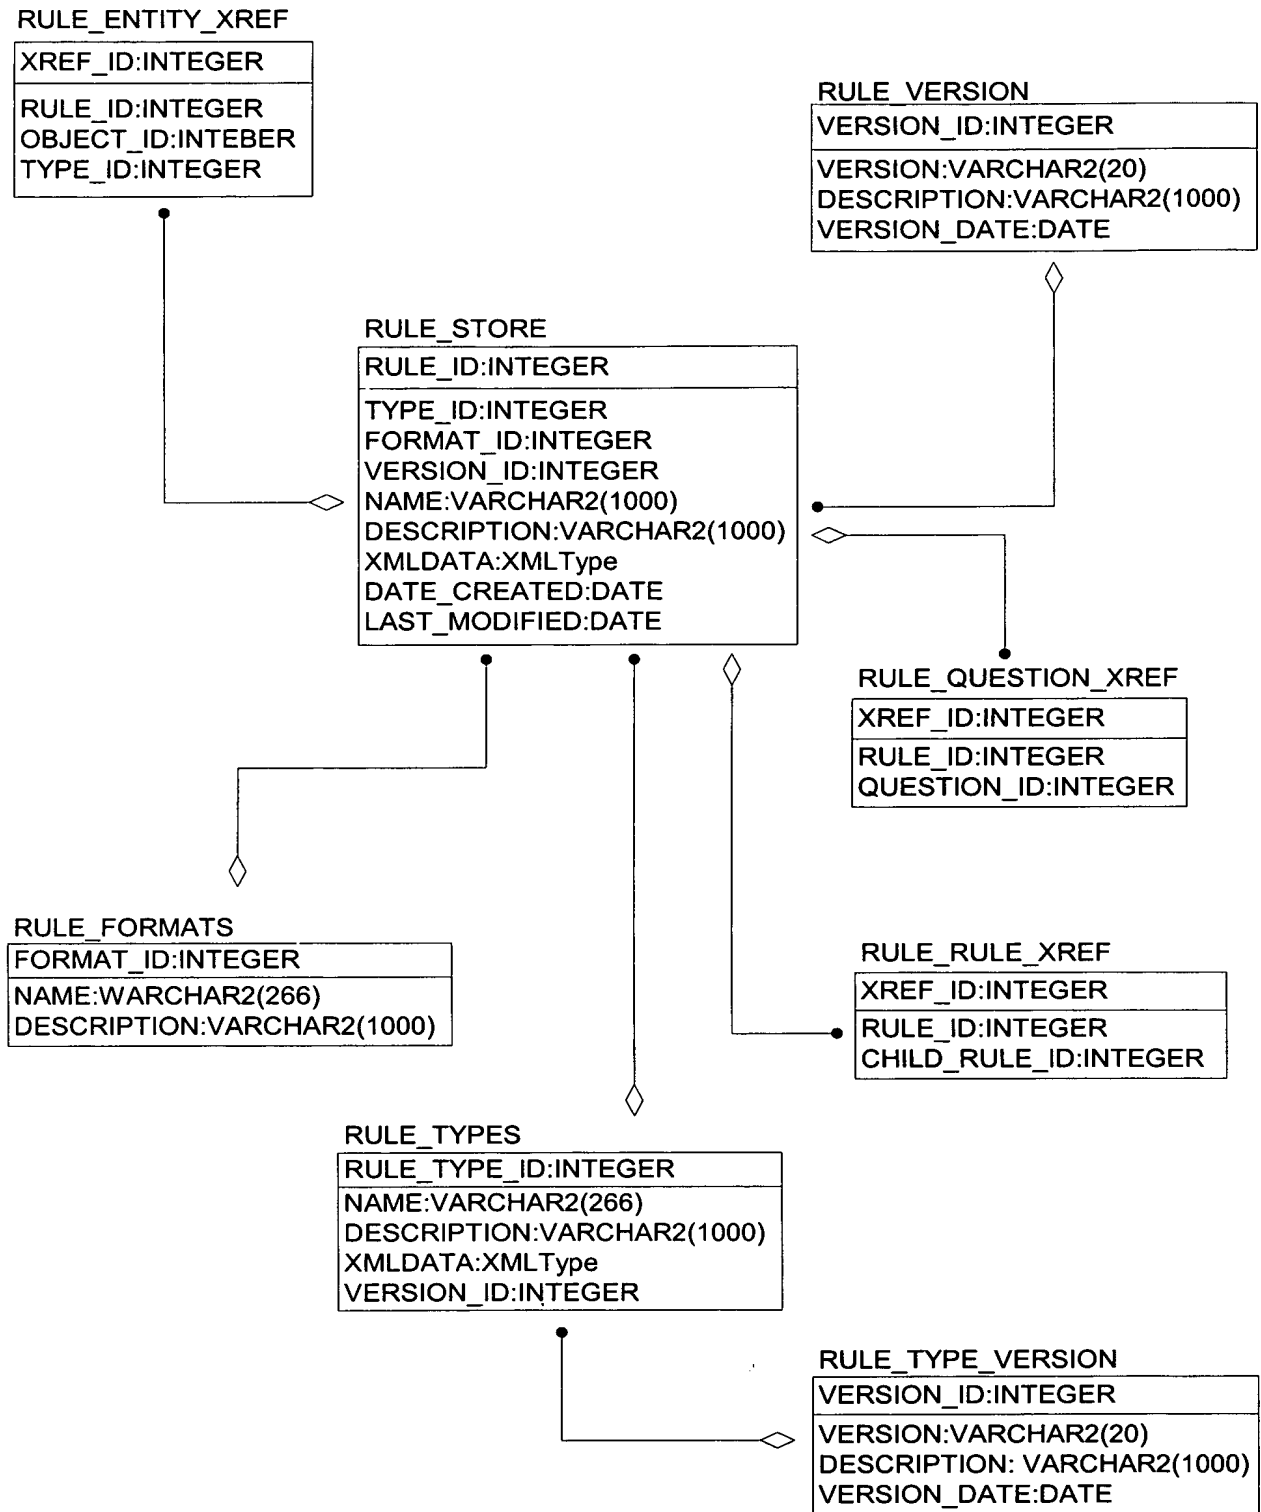 RULE_ENTITY_XREF
XREF_ID:INTEGER
RULE_ID:INTEGER
OBJECT_ID:INTEBER
TYPE_ID:INTEGER
RULE_VERSION
VERSION_ID:INTEGER
VERSION:VARCHAR2(20)
DESCRIPTION:VARCHAR2(1000)
VERSION_DATE:DATE
RULE_STORE
RULE_ID:INTEGER
TYPE_ID:INTEGER
FORMAT_ID:INTEGER
VERSION_ID:INTEGER
NAME:VARCHAR2(1000)
DESCRIPTION:VARCHAR2(1000)
XMLDATA:XMLType
DATE_CREATED:DATE
LAST_MODIFIED:DATE
RULE_QUESTION_XREF
XREF_ID:INTEGER
RULE_ID:INTEGER
QUESTION_ID:INTEGER
RULE_FORMATS
FORMAT_ID:INTEGER
NAME:WARCHAR2(266)
DESCRIPTION:VARCHAR2(1000)
RULE_RULE_XREF
XREF_ID:INTEGER
RULE_ID:INTEGER
CHILD_RULE_ID:INTEGER
RULE_TYPES
RULE_TYPE_ID:INTEGER
NAME:VARCHAR2(266)
DESCRIPTION:VARCHAR2(1000)
XMLDATA:XMLType
VERSION_ID:INTEGER
RULE_TYPE_VERSION
VERSION_ID:INTEGER
VERSION:VARCHAR2(20)
DESCRIPTION: VARCHAR2(1000)
VERSION_DATE:DATE